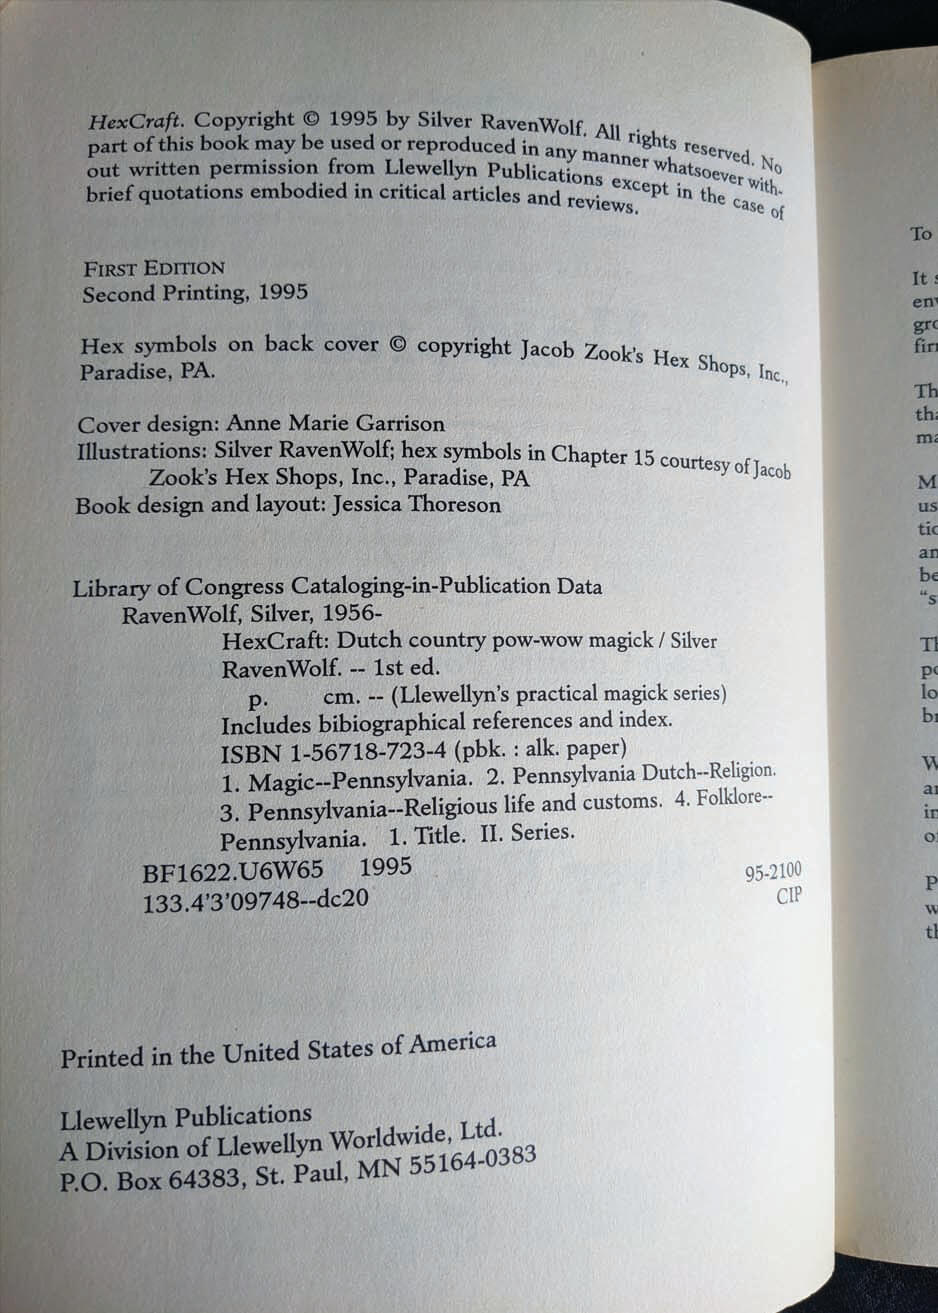 HexCraft. Copyright © 1995 by Silver RavenWolf. All rights reserved. No
part of this book may be used or reproduced in any manner whatsoever with-
out written permission from Llewellyn Publications except in the case of
brief quotations embodied in critical articles and reviews.
FIRST EDITION
Second Printing, 1995
Hex symbols on back cover © copyright Jacob Zook's Hex Shops, Inc.,
Paradise, PA.
Cover design: Anne Marie Garrison
Illustrations: Silver RavenWolf; hex symbols in Chapter 15 courtesy of Jacob
Zook's Hex Shops, Inc., Paradise, PA
Book design and layout: Jessica Thoreson
Library of Congress Cataloging-in-Publication Data
RavenWolf, Silver, 1956-
HexCraft: Dutch country pow-wow magick / Silver
RavenWolf. -- 1st ed.
p. cm. -- (Llewellyn's practical magick series)
Includes bibiographical references and index.
ISBN 1-56718-723-4 (pbk. : alk. paper)
1. Magic--Pennsylvania. 2. Pennsylvania Dutch--Religion.
3. Pennsylvania--Religious life and customs. 4. Folklore--
Pennsylvania. 1. Title. II. Series.
BF1622.U6W65 1995
133.4'3'09748--dc20
95-2100
CIP
Printed in the United States of America
Llewellyn Publications
A Division of Llewellyn Worldwide, Ltd.
P.O. Box 64383, St. Paul, MN 55164-0383
To
It